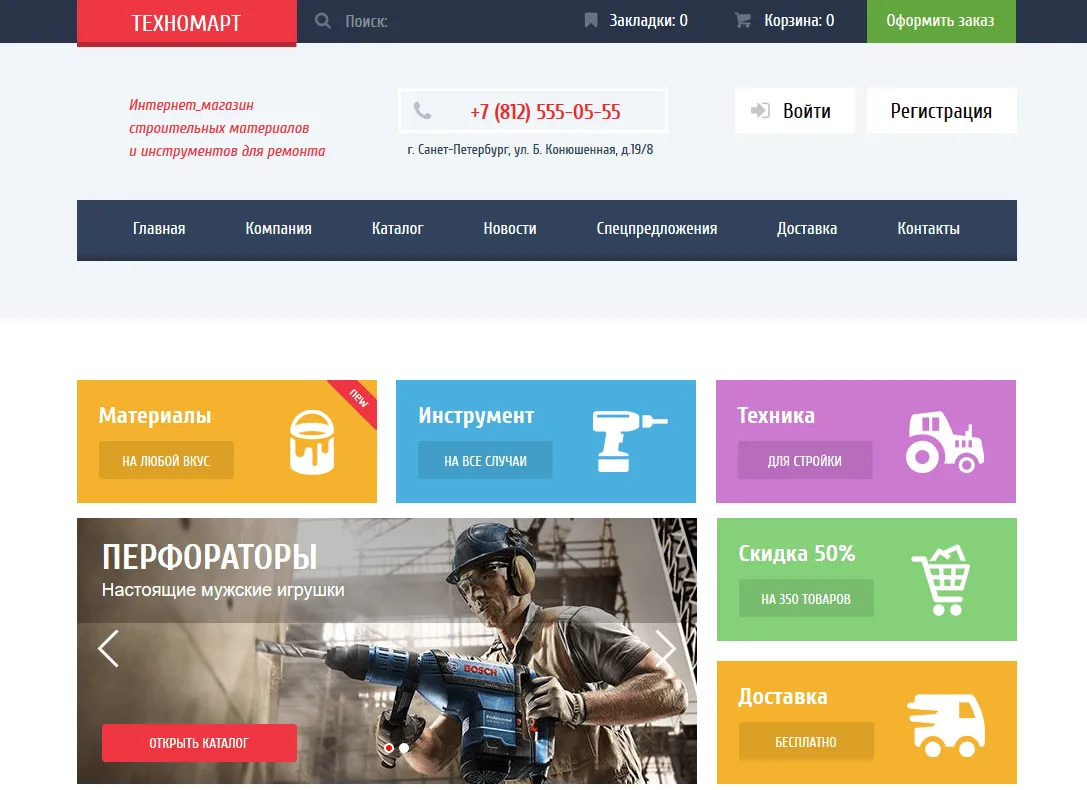 ТЕХНОМАРТ
Поиск:
Закладки: 0
Корзина: 0
Оформить заказ
Интернет_магазин
строительных материалов
и инструментов для ремонта
+7 (812) 555-05-55
г. Санет-Петербург, ул. Б. Конюшенная, д.19/8
Войти
Регистрация
Главная
Компания
Каталог
Новости
Спецпредложения
Доставка
Контакты
Материалы
new
НА ЛЮБОЙ ВКУС
Инструмент
НА ВСЕ СЛУЧАИ
Техника
ДЛЯ СТРОЙКИ
ПЕРФОРАТОРЫ
Настоящие мужские игрушки
BOSCH
Professional
ОТКРЫТЬ КАТАЛОГ
Скидка 50%
НА 350 ТОВАРОВ
Доставка
БЕСПЛАТНО